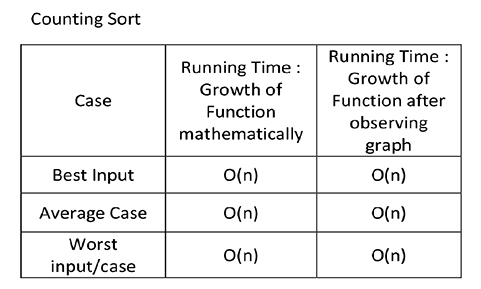 Counting Sort
Case
Running Time :
Growth of
Function
mathematically
Running Time :
Growth of
Function after
observing
graph
Best Input
O(n)
O(n)
Average Case
O(n)
O(n)
Worst
input/case
O(n)
O(n)